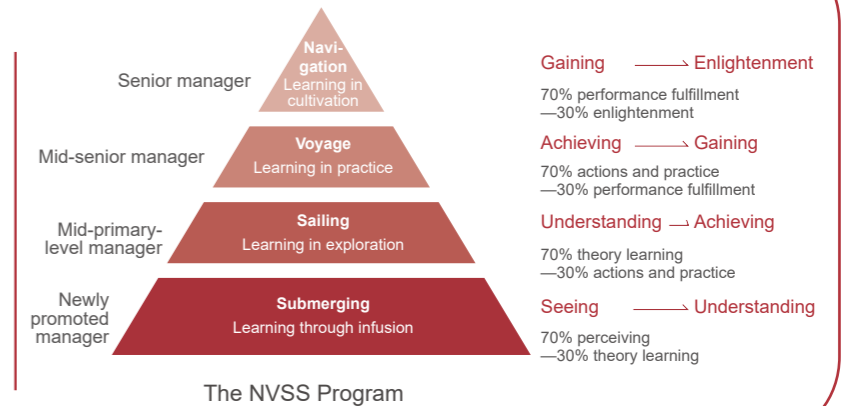 Senior manager
Navi-
gation
Learning in
cultivation
Gaining Enlightenment
70% performance fulfillment
—30% enlightenment
Mid-senior manager
Voyage
Learning in practice
Achieving Gaining
70% actions and practice
—30% performance fulfillment
Mid-primary-
level manager
Sailing
Learning in exploration
Understanding Achieving
70% theory learning
—30% actions and practice
Newly
promoted
manager
Submerging
Learning through infusion
Seeing Understanding
70% perceiving
—30% theory learning
The NVSS Program